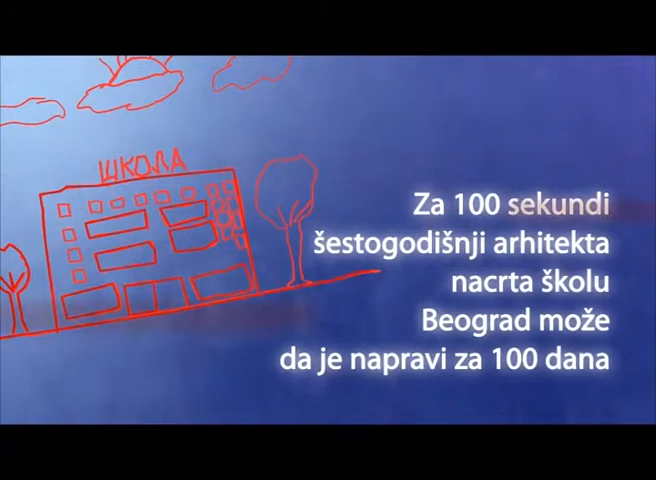 ШКОЛА
Za 100 sekundi
šestogodišnji arhitekta
nacrta školu
Beograd može
da je napravi za 100 dana